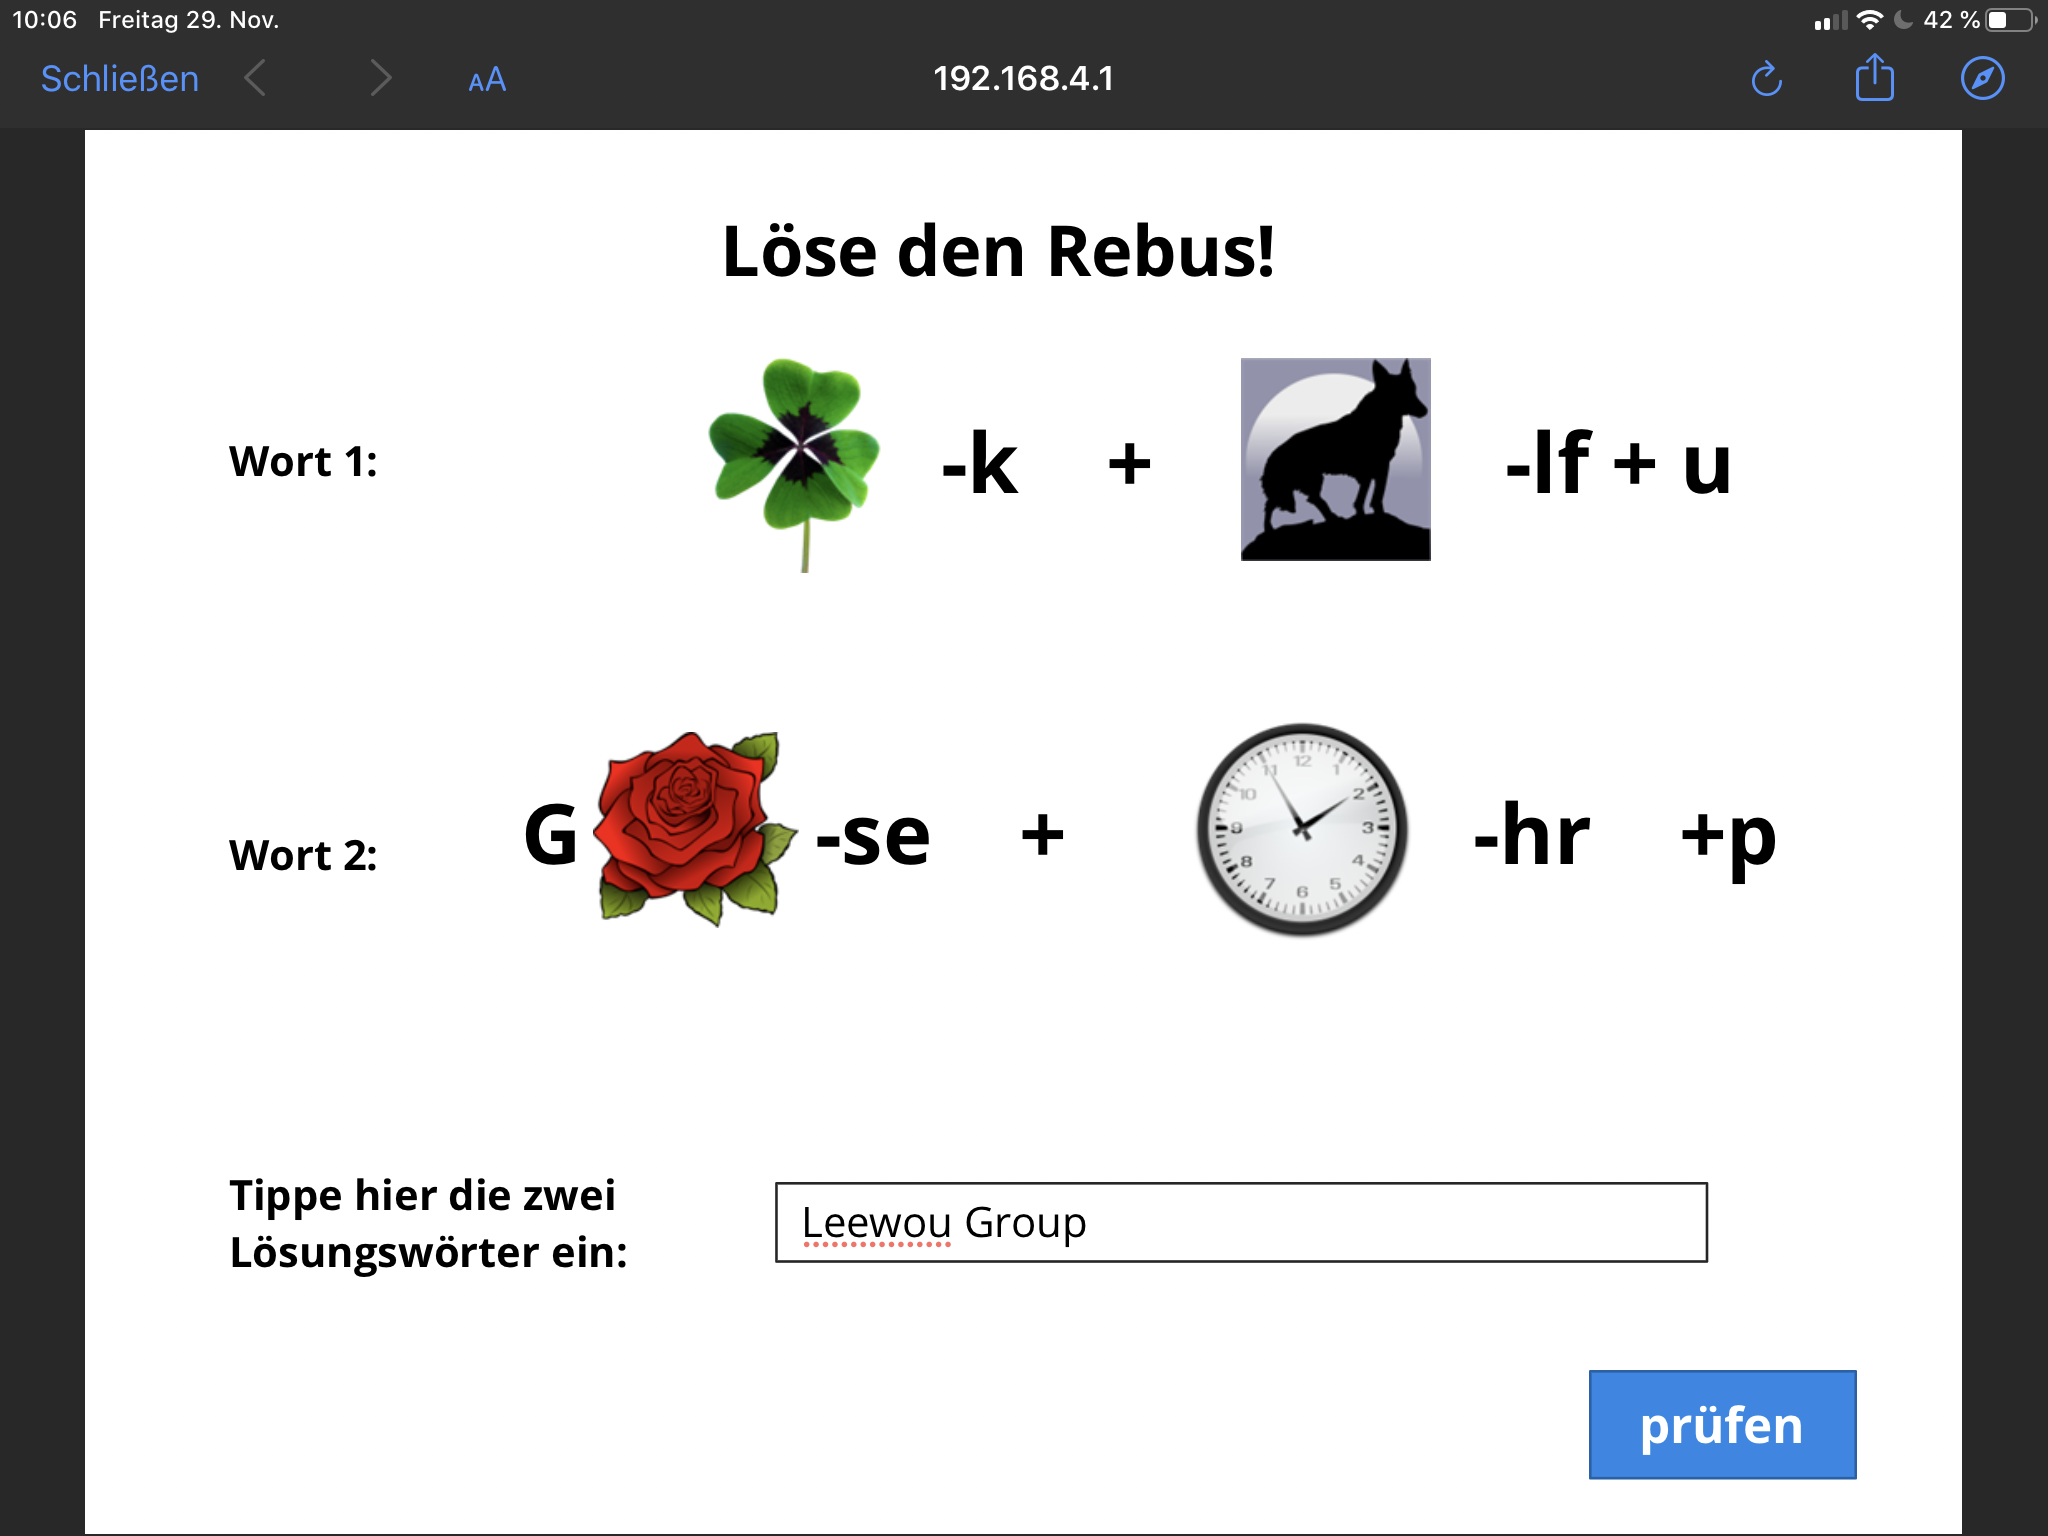 10:06 Freitag 29. Nov. 42 %
Schließen AA 192.168.4.1
Löse den Rebus!
Wort 1: -k + -lf + u
Wort 2: G -se + -hr +p
12
11 1
10 2
9 3
8 4
7 5
6
Tippe hier die zwei
Lösungswörter ein:
Leewou Group
prüfen